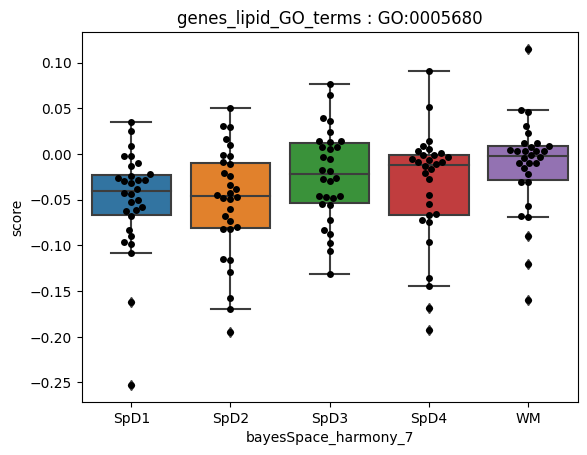 genes_lipid_GO_terms : GO:0005680
score
0.10
0.05
0.00
−0.05
−0.10
−0.15
−0.20
−0.25
SpD1 SpD2 SpD3 SpD4 WM
bayesSpace_harmony_7